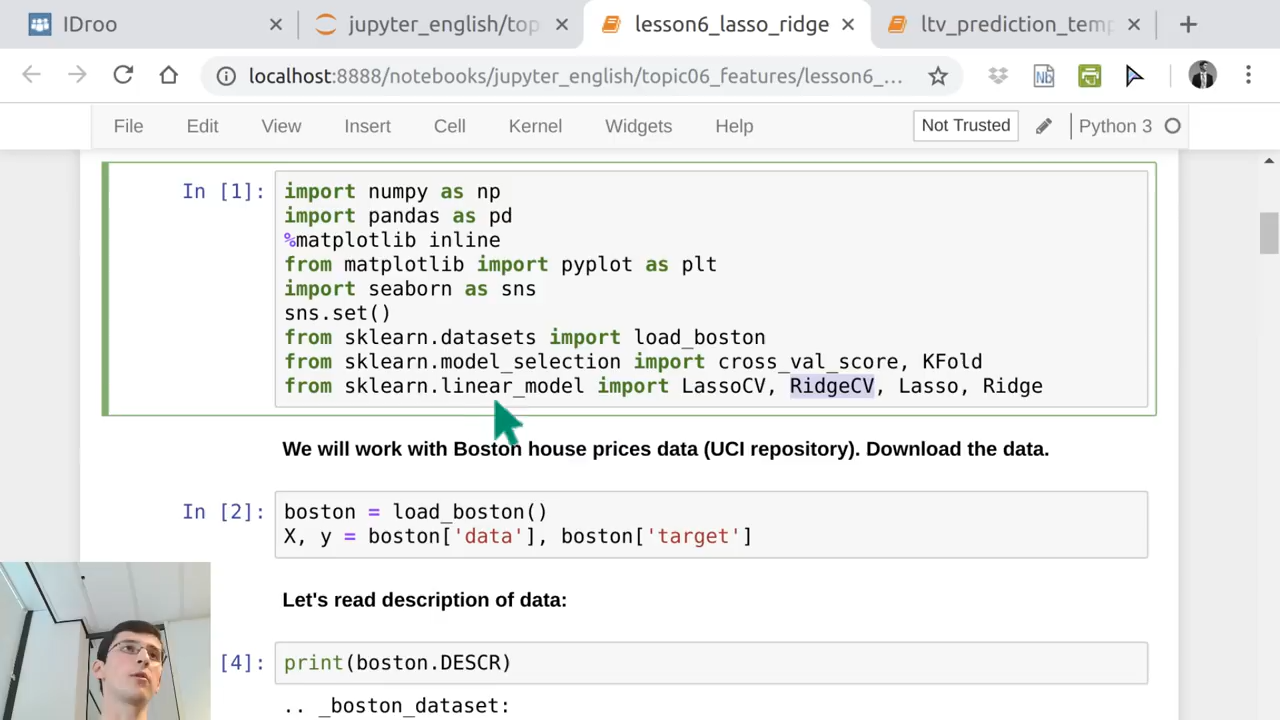 IDroo
jupyter_english/top
lesson6_lasso_ridge
ltv_prediction_temp
localhost:8888/notebooks/jupyter_english/topic06_features/lesson6_...
File Edit View Insert Cell Kernel Widgets Help Not Trusted Python 3
In [1]:
import numpy as np
import pandas as pd
%matplotlib inline
from matplotlib import pyplot as plt
import seaborn as sns
sns.set()
from sklearn.datasets import load_boston
from sklearn.model_selection import cross_val_score, KFold
from sklearn.linear_model import LassoCV, RidgeCV, Lasso, Ridge
We will work with Boston house prices data (UCI repository). Download the data.
In [2]:
boston = load_boston()
X, y = boston['data'], boston['target']
Let's read description of data:
[4]:
print(boston.DESCR)
.. _boston_dataset: